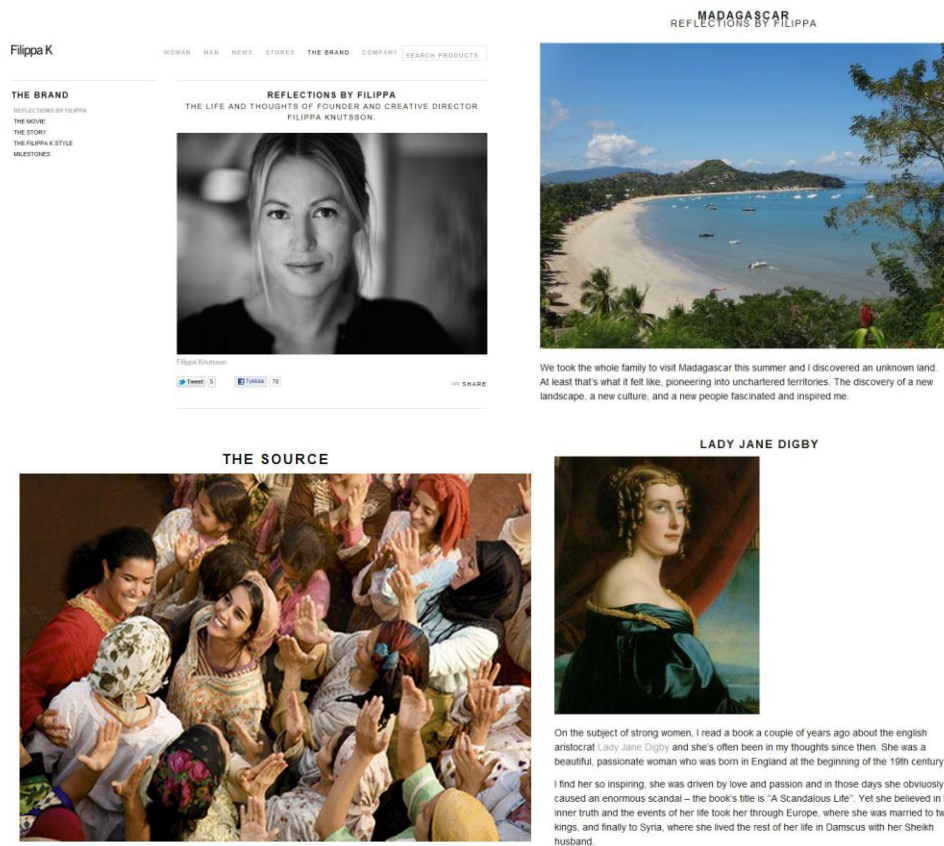 Filippa K
WOMAN MAN NEWS STORES THE BRAND COMPANY SEARCH PRODUCTS
THE BRAND
REFLECTIONS BY FILIPPA
THE MOVIE
THE STORY
THE FILIPPA K STYLE
MILESTONES
REFLECTIONS BY FILIPPA
THE LIFE AND THOUGHTS OF FOUNDER AND CREATIVE DIRECTOR
FILIPPA KNUTSSON.
Filippa Knutsson
Tweet 5 Tykkää 70
SHARE
MADAGASCAR
REFLECTIONS BY FILIPPA
We took the whole family to visit Madagascar this summer and I discovered an unknown land.
At least that's what it felt like, pioneering into unchartered territories. The discovery of a new
landscape, a new culture, and a new people fascinated and inspired me.
THE SOURCE
LADY JANE DIGBY
On the subject of strong women, I read a book a couple of years ago about the english
aristocrat Lady Jane Digby and she's often been in my thoughts since then. She was a
beautiful, passionate woman who was born in England at the beginning of the 19th century
I find her so inspiring, she was driven by love and passion and in those days she obviuosly
caused an enormous scandal – the book's title is "A Scandalous Life". Yet she believed in
inner truth and the events of her life took her through Europe, where she was married to
kings, and finally to Syria, where she lived the rest of her life in Damscus with her Sheikh
husband.